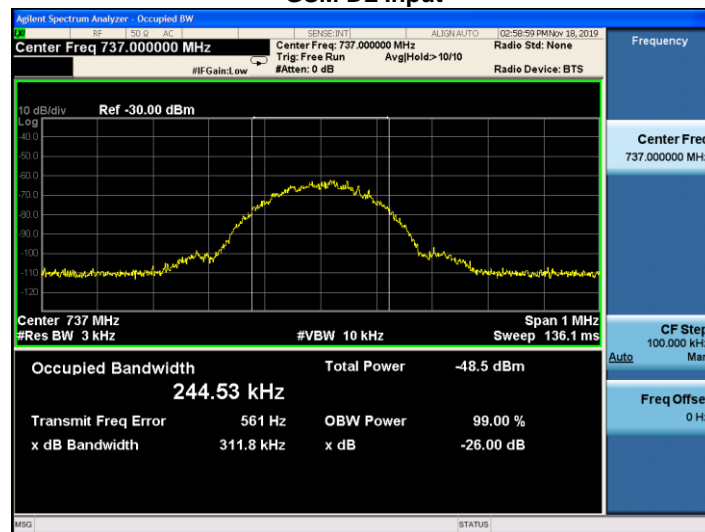 GSM DL Input
Agilent Spectrum Analyzer - Occupied BW
RF 50 Ω AC SENSE:INT ALIGN AUTO 02:58:59 PM Nov 18, 2019
Center Freq 737.000000 MHz Center Freq: 737.000000 MHz Radio Std: None
Trig: Free Run Avg|Hold:>10/10
#IFGain:Low #Atten: 0 dB Radio Device: BTS
Frequency
10 dB/div Ref -30.00 dBm
Log
-40.0
-50.0
-60.0
-70.0
-80.0
-90.0
-100
-110
-120
Center Freq
737.000000 MHz
Center 737 MHz Span 1 MHz
#Res BW 3 kHz #VBW 10 kHz Sweep 136.1 ms
CF Step
100.000 kHz
Auto Man
Occupied Bandwidth Total Power -48.5 dBm
244.53 kHz
Transmit Freq Error 561 Hz OBW Power 99.00 %
x dB Bandwidth 311.8 kHz x dB -26.00 dB
Freq Offset
0 Hz
MSG STATUS